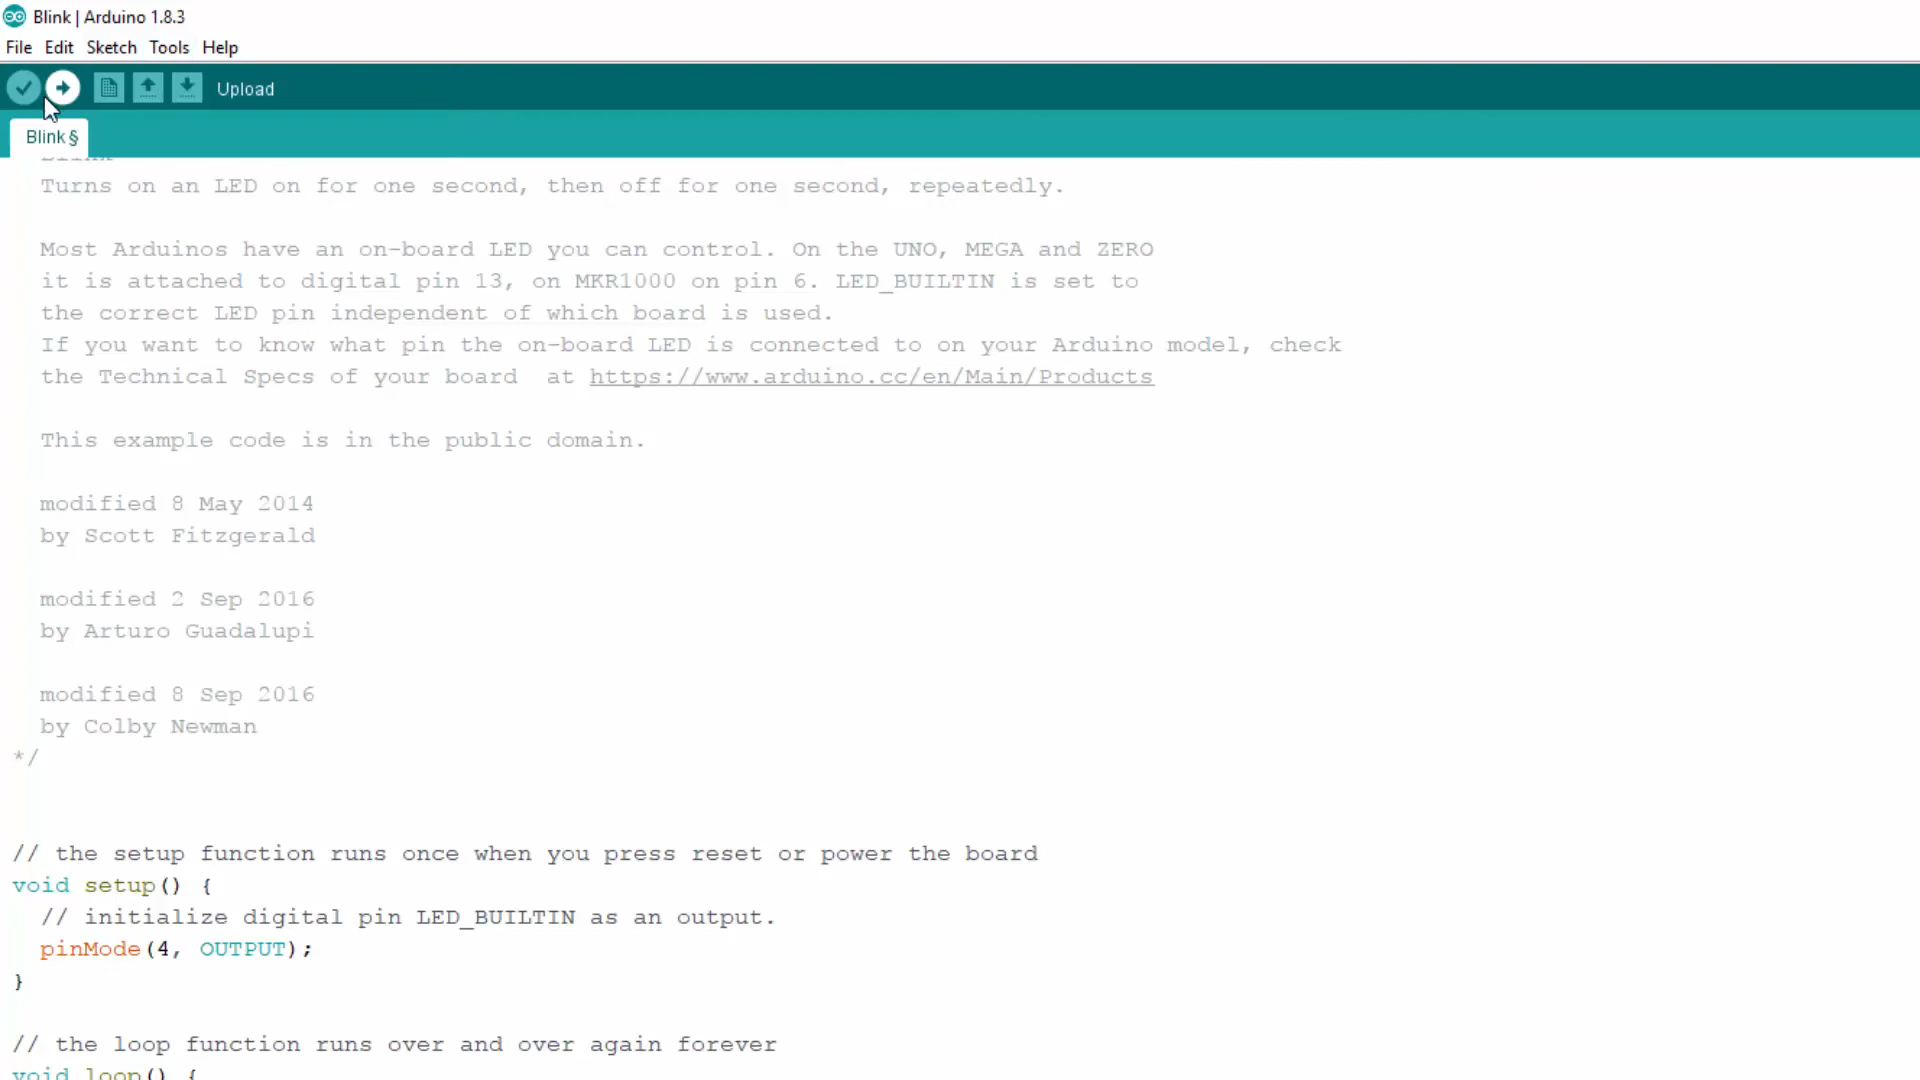 Blink | Arduino 1.8.3
File Edit Sketch Tools Help
Upload
Blink §
Turns on an LED on for one second, then off for one second, repeatedly.
Most Arduinos have an on-board LED you can control. On the UNO, MEGA and ZERO
it is attached to digital pin 13, on MKR1000 on pin 6. LED_BUILTIN is set to
the correct LED pin independent of which board is used.
If you want to know what pin the on-board LED is connected to on your Arduino model, check
the Technical Specs of your board  at https://www.arduino.cc/en/Main/Products
This example code is in the public domain.
modified 8 May 2014
by Scott Fitzgerald
modified 2 Sep 2016
by Arturo Guadalupi
modified 8 Sep 2016
by Colby Newman
*/
// the setup function runs once when you press reset or power the board
void setup() {
// initialize digital pin LED_BUILTIN as an output.
pinMode(4, OUTPUT);
}
// the loop function runs over and over again forever
void loop() {